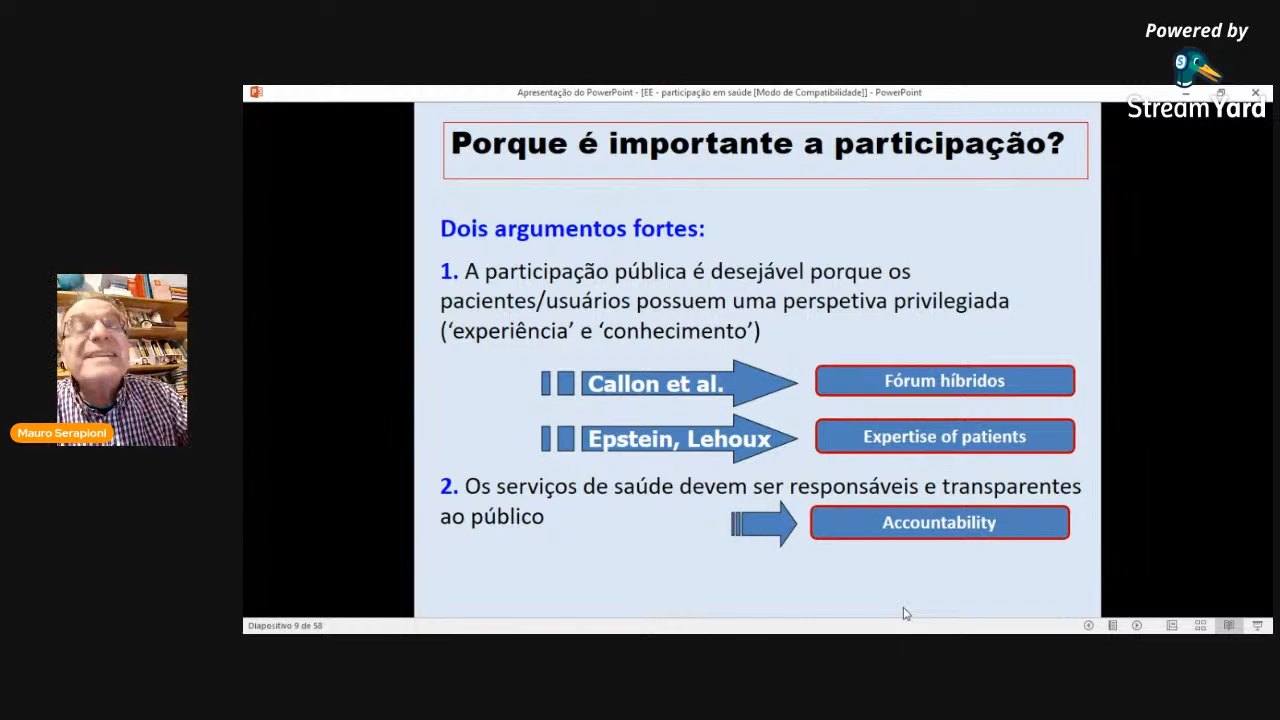 Powered by
S
StreamYard
Apresentação do PowerPoint - [EE - participação em saúde [Modo de Compatibilidade]] - PowerPoint
Porque é importante a participação?
Dois argumentos fortes:
1. A participação pública é desejável porque os
pacientes/usuários possuem uma perspetiva privilegiada
(‘experiência’ e ‘conhecimento’)
Callon et al.
Fórum híbridos
Epstein, Lehoux
Expertise of patients
2. Os serviços de saúde devem ser responsáveis e transparentes
ao público
Accountability
Mauro Serapioni
Diapositivo 9 de 58